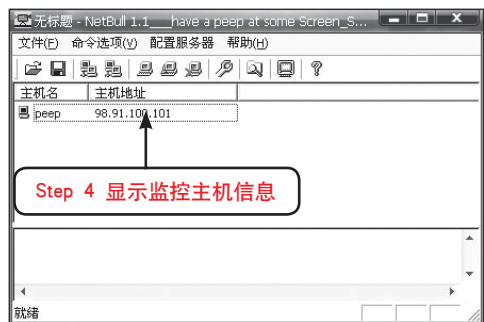 无标题 - NetBull 1.1___have a peep at some Screen_S...
文件(F) 命令选项(V) 配置服务器 帮助(H)
主机名 主机地址
peep 98.91.100.101
Step 4 显示监控主机信息
就绪